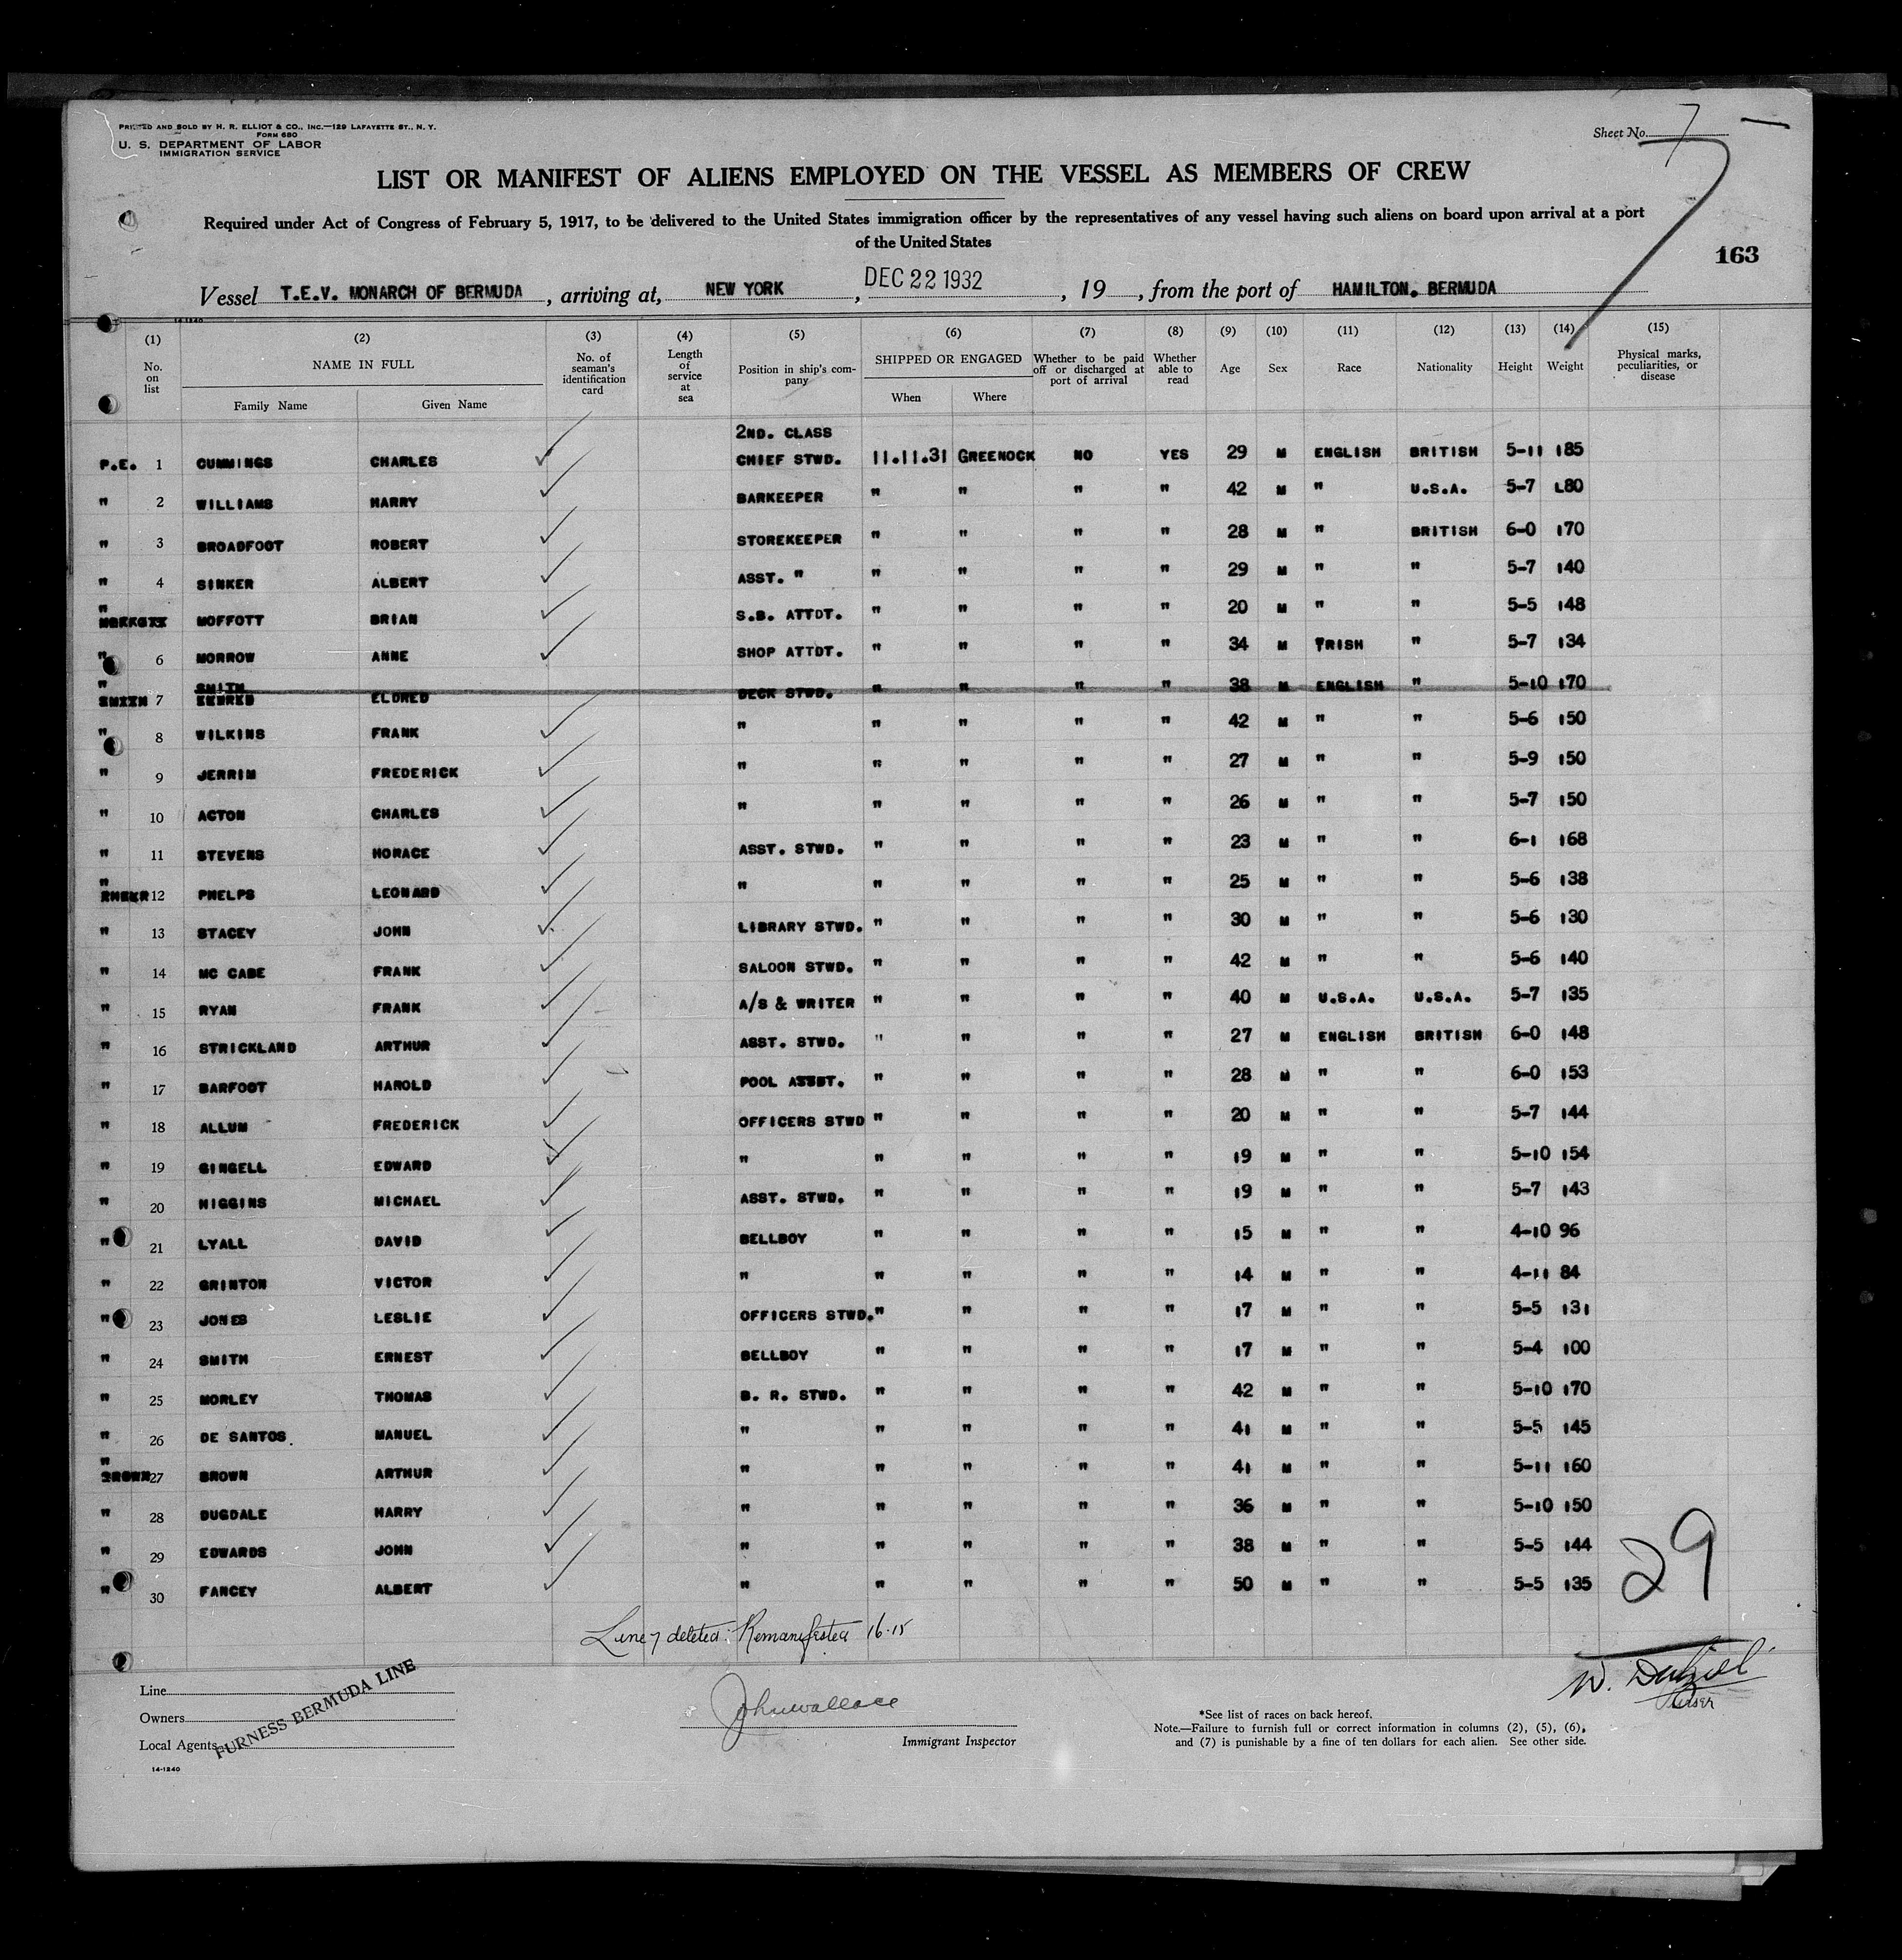 PRINTED AND SOLD BY H. R. ELLIOT & CO., INC.—129 LAFAYETTE ST., N. Y.
FORM 680
U. S. DEPARTMENT OF LABOR
IMMIGRATION SERVICE
Sheet No. 7
LIST OR MANIFEST OF ALIENS EMPLOYED ON THE VESSEL AS MEMBERS OF CREW
Required under Act of Congress of February 5, 1917, to be delivered to the United States immigration officer by the representatives of any vessel having such aliens on board upon arrival at a port
of the United States
163
Vessel T.E.V. MONARCH OF BERMUDA, arriving at, NEW YORK, DEC 22 1932, 19, from the port of HAMILTON. BERMUDA
14-1240
(1) (2) (3) (4) (5) (6) (7) (8) (9) (10) (11) (12) (13) (14) (15)
No. on list NAME IN FULL Family Name Given Name No. of seaman's identification card Length of service at sea Position in ship's company SHIPPED OR ENGAGED When Where Whether to be paid off or discharged at port of arrival Whether able to read Age Sex Race Nationality Height Weight Physical marks, peculiarities, or disease
2ND. CLASS
P.E. 1 CUMMINGS CHARLES CHIEF STWD. 11.11.31 GREENOCK NO YES 29 M ENGLISH BRITISH 5-11 185
" 2 WILLIAMS HARRY BARKEEPER " " " " 42 M " U.S.A. 5-7 L80
" 3 BROADFOOT ROBERT STOREKEEPER " " " " 28 M " BRITISH 6-0 170
" 4 SINKER ALBERT ASST. " " " " " 29 M " " 5-7 140
" MOFFOTT BRIAN S.B. ATTDT. " " " " 20 M " " 5-5 148
" 6 MORROW ANNE SHOP ATTDT. " " " " 34 M IRISH " 5-7 134
" 7 SMITH ELDRED DECK STWD. " " " " 38 M ENGLISH " 5-10 170
" 8 WILKINS FRANK " " " " " 42 M " " 5-6 150
" 9 JERRIM FREDERICK " " " " " 27 M " " 5-9 150
" 10 ACTON CHARLES " " " " " 26 M " " 5-7 150
" 11 STEVENS HORACE ASST. STWD. " " " " 23 M " " 6-1 168
" 12 PHELPS LEONARD " " " " " 25 M " " 5-6 138
" 13 STACEY JOHN LIBRARY STWD. " " " " 30 M " " 5-6 130
" 14 MC CABE FRANK SALOON STWD. " " " " 42 M " " 5-6 140
" 15 RYAN FRANK A/S & WRITER " " " " 40 M U.S.A. U.S.A. 5-7 135
" 16 STRICKLAND ARTHUR ASST. STWD. " " " " 27 M ENGLISH BRITISH 6-0 148
" 17 BARFOOT HAROLD POOL ASSDT. " " " " 28 M " " 6-0 153
" 18 ALLUM FREDERICK OFFICERS STWD " " " " 20 M " " 5-7 144
" 19 GINGELL EDWARD " " " " " 19 M " " 5-10 154
" 20 HIGGINS MICHAEL ASST. STWD. " " " " 19 M " " 5-7 143
" 21 LYALL DAVID BELLBOY " " " " 15 M " " 4-10 96
" 22 GRINTON VICTOR " " " " " 14 M " " 4-11 84
" 23 JONES LESLIE OFFICERS STWD. " " " " 17 M " " 5-5 131
" 24 SMITH ERNEST BELLBOY " " " " 17 M " " 5-4 100
" 25 MORLEY THOMAS B. R. STWD. " " " " 42 M " " 5-10 170
" 26 DE SANTOS. MANUEL " " " " " 41 M " " 5-5 145
" 27 BROWN ARTHUR " " " " " 41 M " " 5-11 160
" 28 DUGDALE HARRY " " " " " 36 M " " 5-10 150
" 29 EDWARDS JOHN " " " " " 38 M " " 5-5 144
" 30 FANCEY ALBERT " " " " " 50 M " " 5-5 135
29
Line 7 deleted: Remanifested 16-15
Line
Owners
Local Agents
FURNESS BERMUDA LINE
14-1240
John Wallace
Immigrant Inspector
W. Dalziel
Purser
*See list of races on back hereof.
Note.—Failure to furnish full or correct information in columns (2), (5), (6), and (7) is punishable by a fine of ten dollars for each alien. See other side.